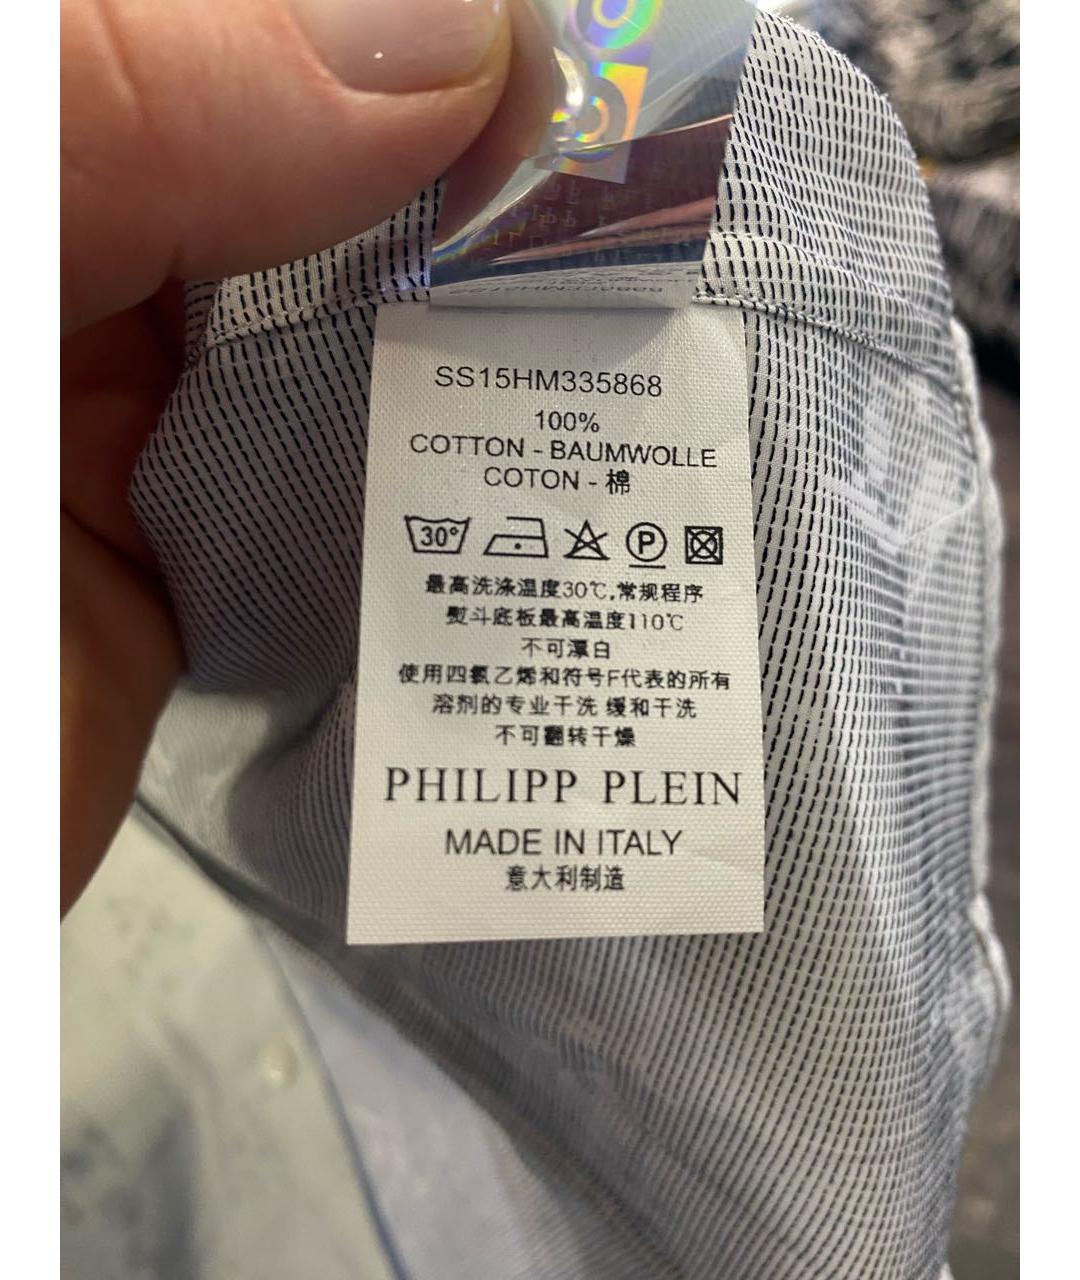 SS15HM335868
100%
COTTON - BAUMWOLLE
COTON - 棉
30° P
最高洗涤温度30℃,常规程序
熨斗底板最高温度110℃
不可漂白
使用四氯乙烯和符号F代表的所有
溶剂的专业干洗 缓和干洗
不可翻转干燥
PHILIPP PLEIN
MADE IN ITALY
意大利制造